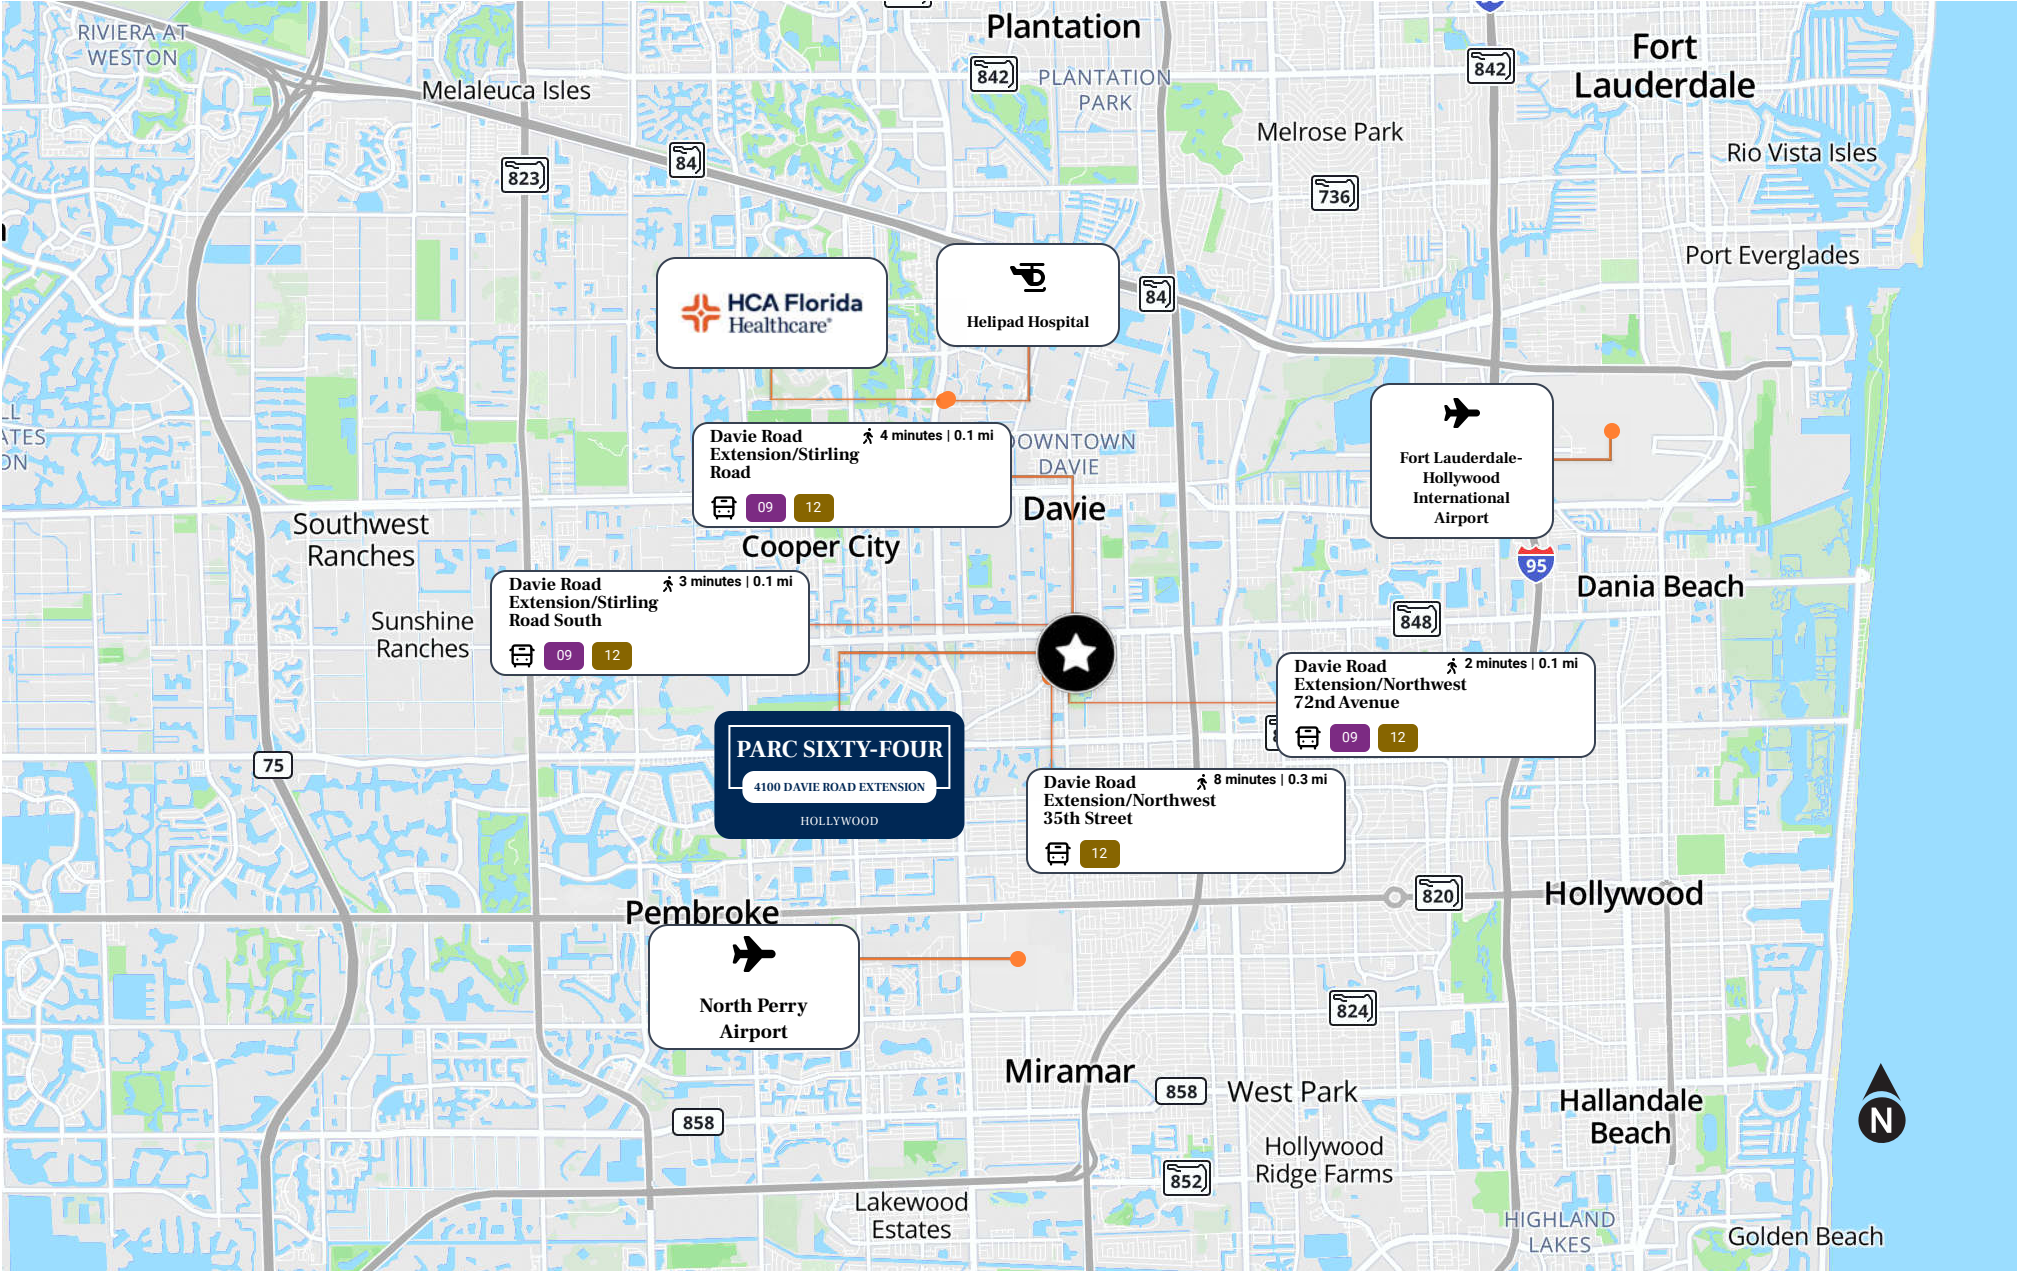 Plantation
RIVIERA AT
WESTON
Fort
Lauderdale
842
842
PLANTATION
PARK
Melaleuca Isles
Melrose Park
Rio Vista Isles
84
823
736
Port Everglades
HCA Florida
Healthcare
Helipad Hospital
84
Fort Lauderdale-
Hollywood
International
Airport
Davie Road
Extension/Stirling
Road
4 minutes | 0.1 mi
09
12
DOWNTOWN
DAVIE
Davie
Southwest
Ranches
Cooper City
95
Dania Beach
Davie Road
Extension/Stirling
Road South
3 minutes | 0.1 mi
09
12
Sunshine
Ranches
848
Davie Road
Extension/Northwest
72nd Avenue
2 minutes | 0.1 mi
09
12
PARC SIXTY-FOUR
4100 DAVIE ROAD EXTENSION
HOLLYWOOD
75
Davie Road
Extension/Northwest
35th Street
8 minutes | 0.3 mi
12
820
Hollywood
Pembroke
North Perry
Airport
824
Miramar
858
West Park
858
Hallandale
Beach
N
Hollywood
Ridge Farms
852
Lakewood
Estates
HIGHLAND
LAKES
Golden Beach